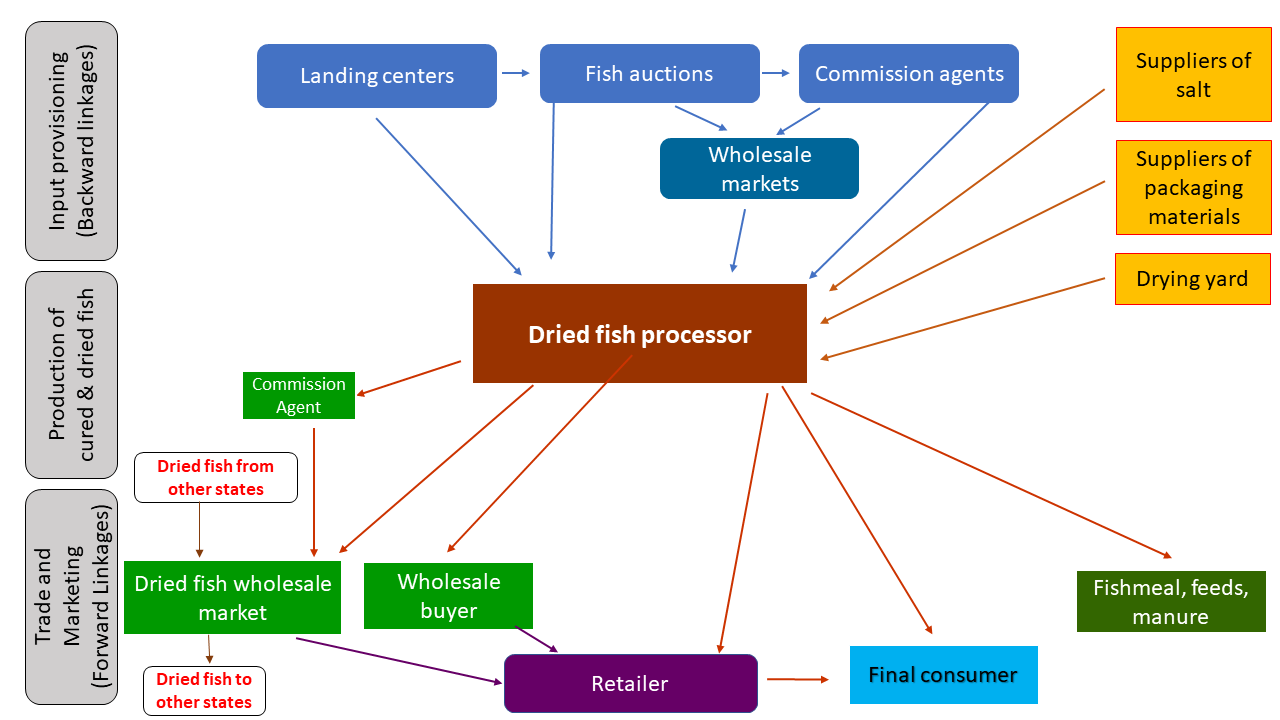 Input provisioning
(Backward linkages)
Landing centers
Fish auctions
Commission agents
Suppliers of
salt
Wholesale
markets
Suppliers of
packaging
materials
Drying yard
Production of
cured & dried fish
Dried fish processor
Commission
Agent
Dried fish from
other states
Trade and
Marketing
(Forward Linkages)
Dried fish wholesale
market
Wholesale
buyer
Fishmeal, feeds,
manure
Dried fish to
other states
Retailer
Final consumer